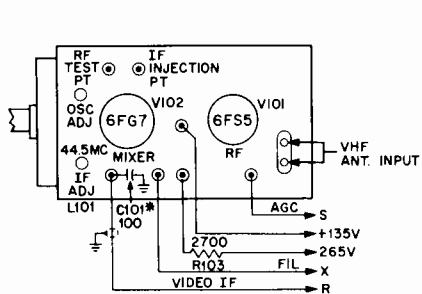 RF TEST PT
IF INJECTION PT
OSC ADJ
V102
6FG7
MIXER
V101
6FS5
RF
VHF ANT. INPUT
44.5MC
IF ADJ
L101
C101*
100
AGC
S
+135V
2700
265V
R103
FIL
X
VIDEO IF
R